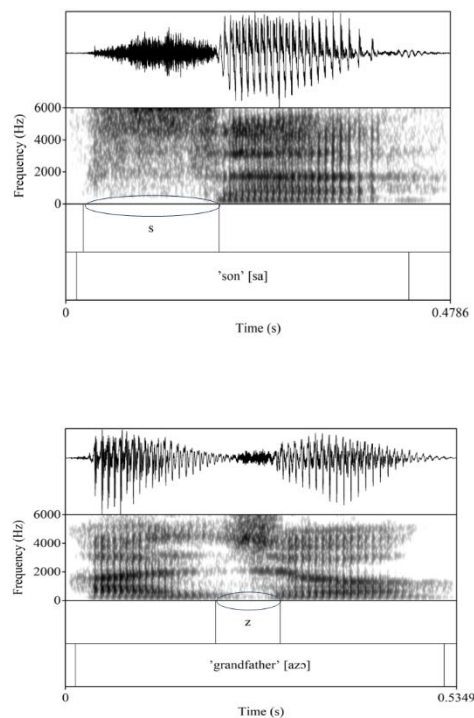 6000
4000
2000
0
Frequency (Hz)
s
'son' [sa]
0
0.4786
Time (s)
6000
4000
2000
0
Frequency (Hz)
z
'grandfather' [azɔ]
0
0.5349
Time (s)